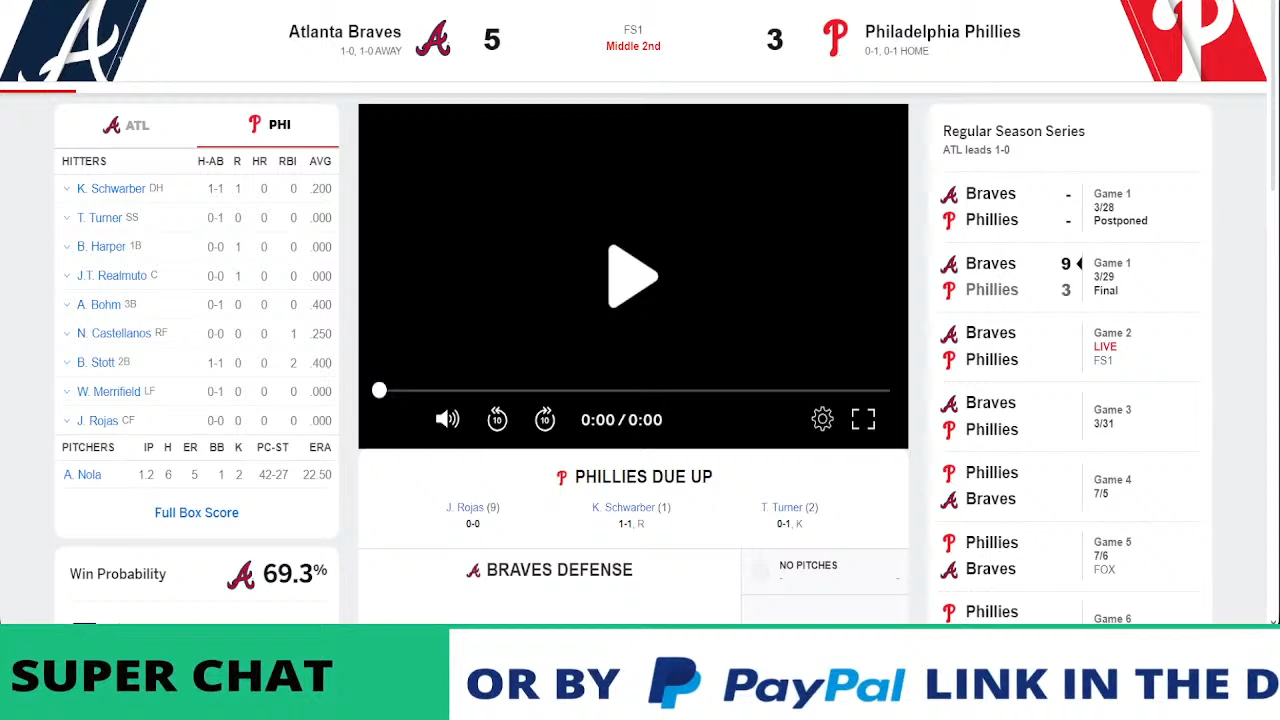 Atlanta Braves
1-0, 1-0 AWAY
5
FS1
Middle 2nd
3
Philadelphia Phillies
0-1, 0-1 HOME
ATL
PHI
HITTERS H-AB R HR RBI AVG
K. Schwarber DH 1-1 1 0 0 .200
T. Turner SS 0-1 0 0 0 .000
B. Harper 1B 0-0 1 0 0 .000
J.T. Realmuto C 0-0 1 0 0 .000
A. Bohm 3B 0-1 0 0 0 .400
N. Castellanos RF 0-0 0 0 1 .250
B. Stott 2B 1-1 0 0 2 .400
W. Merrifield LF 0-1 0 0 0 .000
J. Rojas CF 0-0 0 0 0 .000
PITCHERS IP H ER BB K PC-ST ERA
A. Nola 1.2 6 5 1 2 42-27 22.50
Full Box Score
Win Probability 69.3%
10 10 0:00 / 0:00
PHILLIES DUE UP
J. Rojas (9) K. Schwarber (1) T. Turner (2)
0-0 1-1, R 0-1, K
BRAVES DEFENSE
NO PITCHES
- -
Regular Season Series
ATL leads 1-0
Braves - Game 1
3/28
Phillies - Postponed
Braves 9 Game 1
3/29
Phillies 3 Final
Braves Game 2
LIVE
Phillies FS1
Braves Game 3
Phillies 3/31
Phillies Game 4
Braves 7/5
Phillies Game 5
7/6
Braves FOX
Phillies Game 6
SUPER CHAT
OR BY PayPal LINK IN THE D